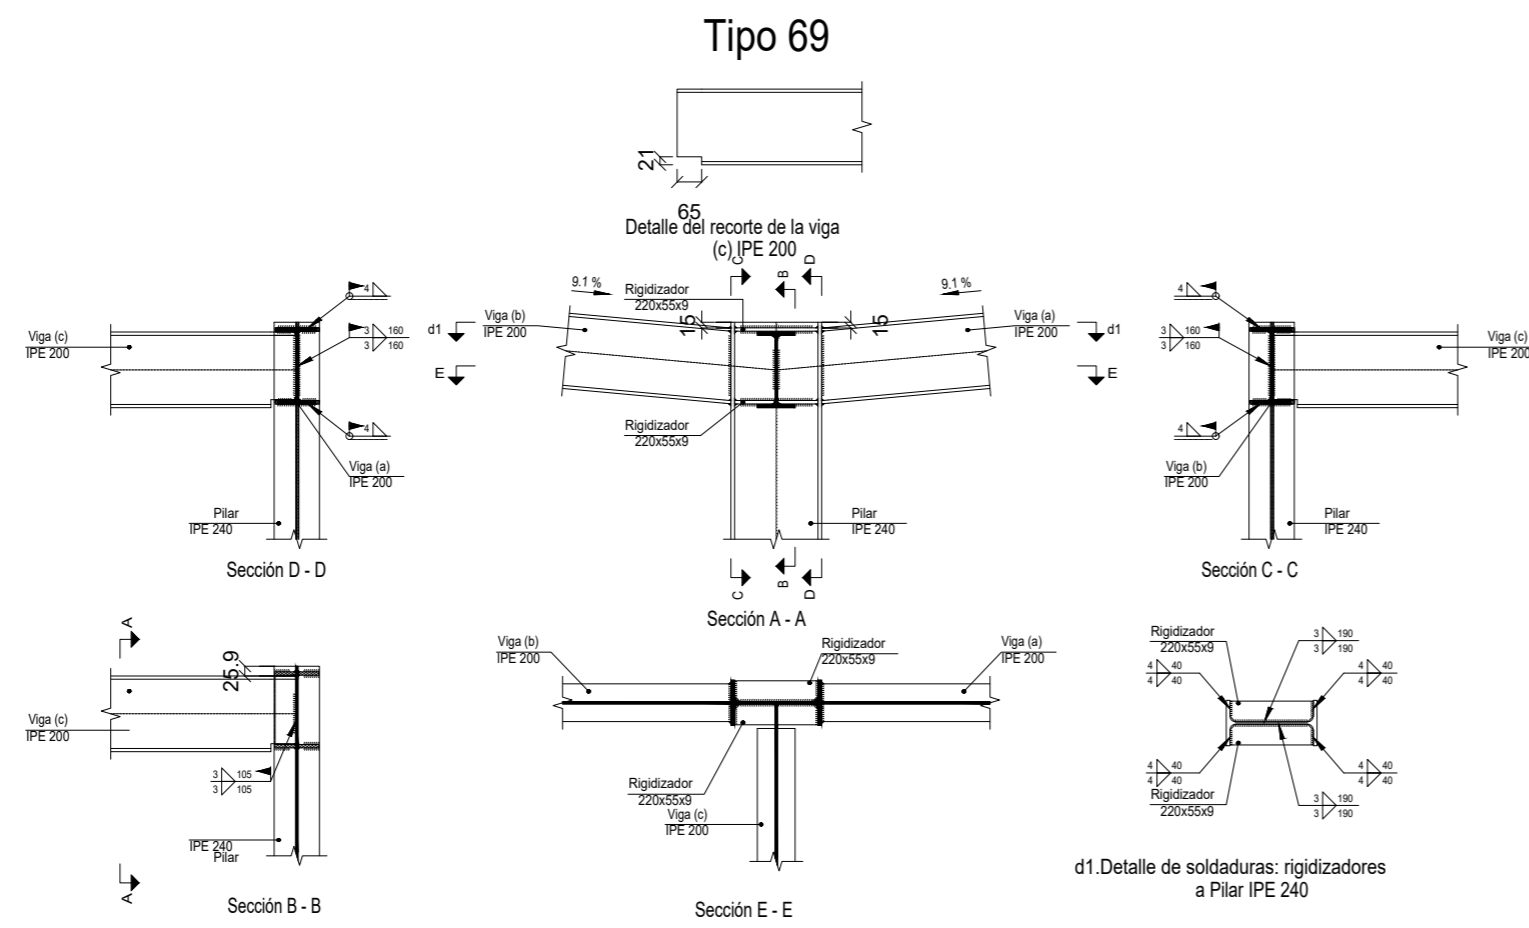 Tipo 69
21
65
Detalle del recorte de la viga
(c) IPE 200
4
3 160
3 160
4
Viga (c)
IPE 200
Viga (a)
IPE 200
Pilar
IPE 240
Sección D - D
C
B
D
9.1 %
9.1 %
Rigidizador
220x55x9
15
15
d1
Viga (b)
IPE 200
Viga (a)
IPE 200
d1
E
E
Rigidizador
220x55x9
Pilar
IPE 240
C
B
D
Sección A - A
4
3 160
3 160
4
Viga (c)
IPE 200
Viga (b)
IPE 200
Pilar
IPE 240
Sección C - C
A
25.9
Viga (c)
IPE 200
3 105
3 105
IPE 240
Pilar
A
Sección B - B
Viga (b)
IPE 200
Rigidizador
220x55x9
Viga (a)
IPE 200
Rigidizador
220x55x9
Viga (c)
IPE 200
Sección E - E
Rigidizador
220x55x9
3 190
3 190
4 40
4 40
4 40
4 40
4 40
4 40
4 40
4 40
Rigidizador
220x55x9
3 190
3 190
d1.Detalle de soldaduras: rigidizadores
a Pilar IPE 240